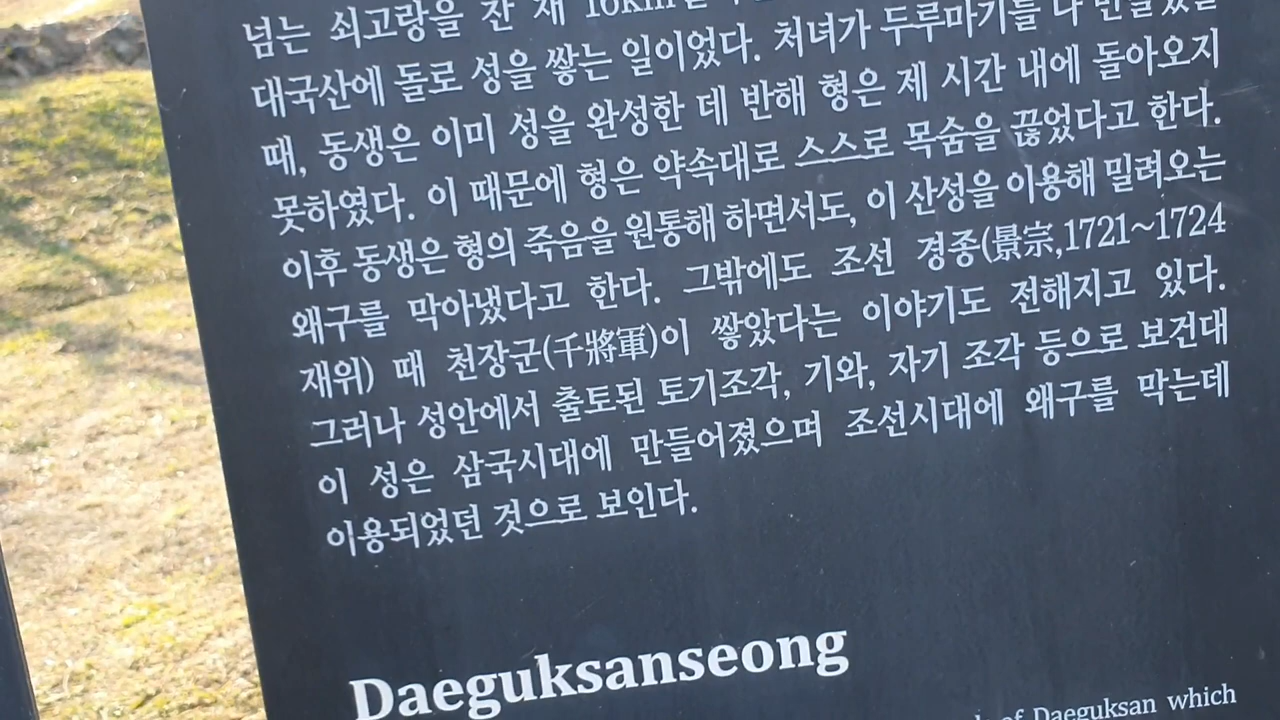 넘는 쇠고랑을 찬 채 10km
대국산에 돌로 성을 쌓는 일이었다. 처녀가 두루마기를 다 만들었을
때, 동생은 이미 성을 완성한 데 반해 형은 제 시간 내에 돌아오지
못하였다. 이 때문에 형은 약속대로 스스로 목숨을 끊었다고 한다.
이후 동생은 형의 죽음을 원통해 하면서도, 이 산성을 이용해 밀려오는
왜구를 막아냈다고 한다. 그밖에도 조선 경종(景宗,1721~1724
재위) 때 천장군(千將軍)이 쌓았다는 이야기도 전해지고 있다.
그러나 성안에서 출토된 토기조각, 기와, 자기 조각 등으로 보건대
이 성은 삼국시대에 만들어졌으며 조선시대에 왜구를 막는데
이용되었던 것으로 보인다.
Daeguksanseong
of Daeguksan which